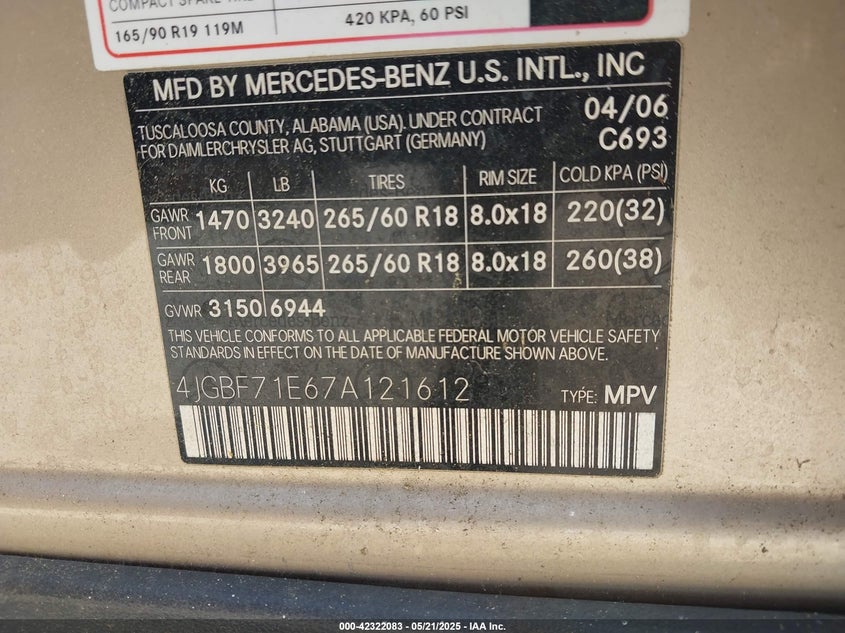 165/90 R19 119M
420 KPA, 60 PSI
MFD BY MERCEDES-BENZ U.S. INTL., INC
TUSCALOOSA COUNTY, ALABAMA (USA). UNDER CONTRACT
FOR DAIMLERCHRYSLER AG, STUTTGART (GERMANY)
04/06
C693
KG LB TIRES RIM SIZE COLD KPA (PSI)
GAWR FRONT 1470 3240 265/60 R18 8.0x18 220(32)
GAWR REAR 1800 3965 265/60 R18 8.0x18 260(38)
GVWR 3150 6944
THIS VEHICLE CONFORMS TO ALL APPLICABLE FEDERAL MOTOR VEHICLE SAFETY
STANDARDS IN EFFECT ON THE DATE OF MANUFACTURE SHOWN ABOVE.
4JGBF71E67A121612
TYPE: MPV
000-42322083 - 05/21/2025 - IAA Inc.